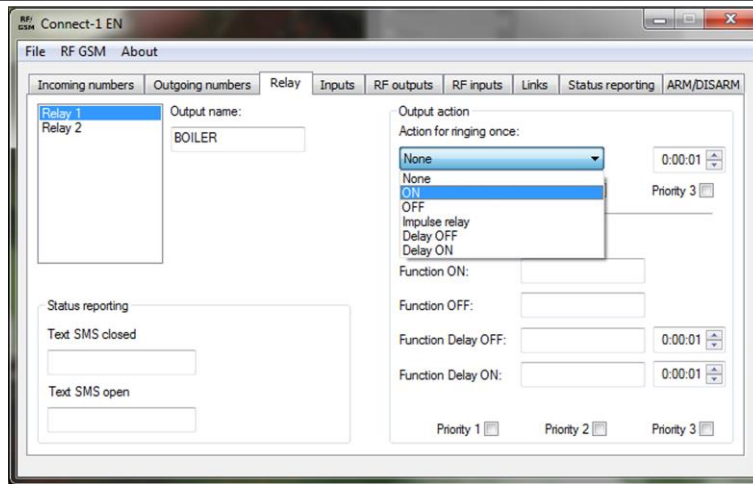 RF/
GSM
Connect-1 EN
File RF GSM About
Incoming numbers Outgoing numbers Relay Inputs RF outputs RF inputs Links Status reporting ARM/DISARM
Relay 1
Relay 2
Output name:
BOILER
Output action
Action for ringing once:
None 0:00:01
None
ON
OFF
Impulse relay
Delay OFF
Delay ON
Priority 3
Function ON:
Function OFF:
Function Delay OFF: 0:00:01
Function Delay ON: 0:00:01
Priority 1 Priority 2 Priority 3
Status reporting
Text SMS closed
Text SMS open